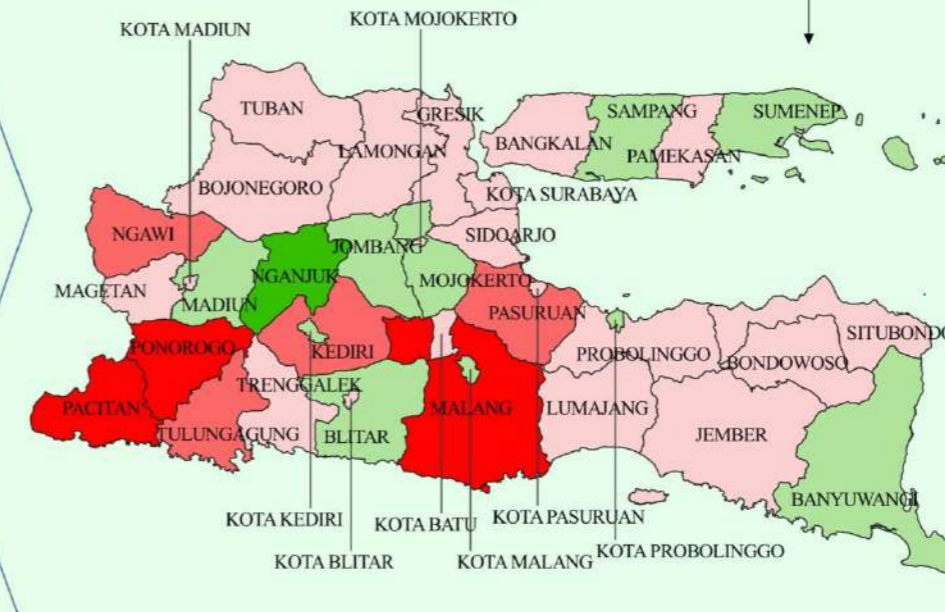 KOTA MOJOKERTO
KOTA MADIUN
TUBAN
GRESIK
SAMPANG
SUMENEP
LAMONGAN
BANGKALAN
PAMEKASAN
BOJONEGORO
KOTA SURABAYA
NGAWI
SIDOARJO
JOMBANG
NGANJUK
MOJOKERTO
MAGETAN
MADIUN
PASURUAN
SITUBONDO
PONOROGO
KEDIRI
PROBOLINGGO
BONDOWOSO
TRENGGALEK
PACITAN
MALANG
LUMAJANG
TULUNGAGUNG
BLITAR
JEMBER
BANYUWANGI
KOTA KEDIRI
KOTA BATU
KOTA PASURUAN
KOTA BLITAR
KOTA MALANG
KOTA PROBOLINGGO